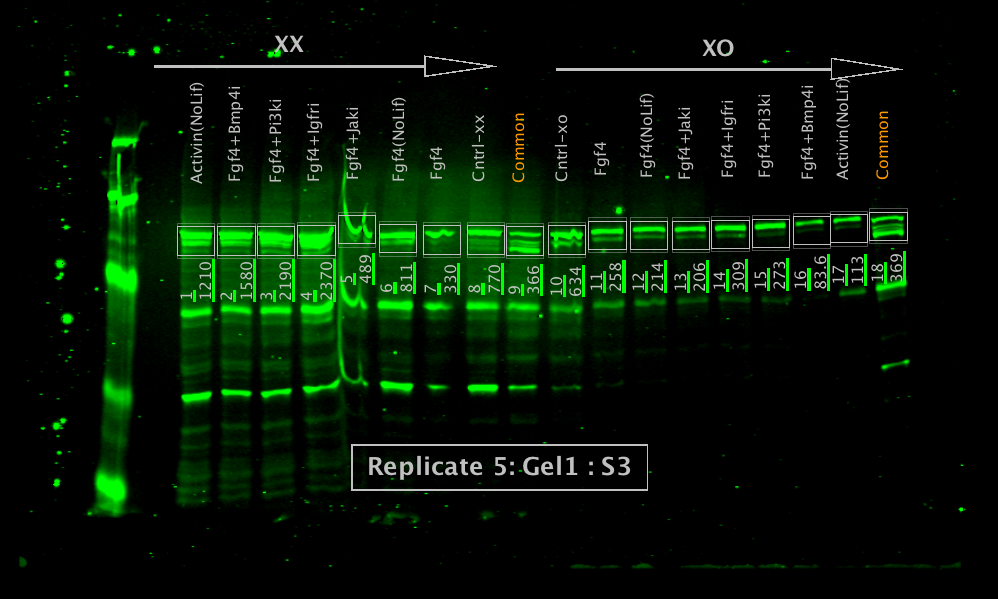 XX
XO
Activin(NoLif)
Fgf4+Bmp4i
Fgf4+Pi3ki
Fgf4+Igfri
Fgf4+Jaki
Fgf4(NoLif)
Fgf4
Cntrl-xx
Common
Cntrl-xo
Fgf4
Fgf4(NoLif)
Fgf4+Jaki
Fgf4+Igfri
Fgf4+Pi3ki
Fgf4+Bmp4i
Activin(NoLif)
Common
1
1210
2
1580
3
2190
4
2370
5
489
6
811
7
330
8
770
9
366
10
634
11
258
12
214
13
206
14
309
15
273
16
83.6
17
113
18
369
Replicate 5: Gel1 : S3